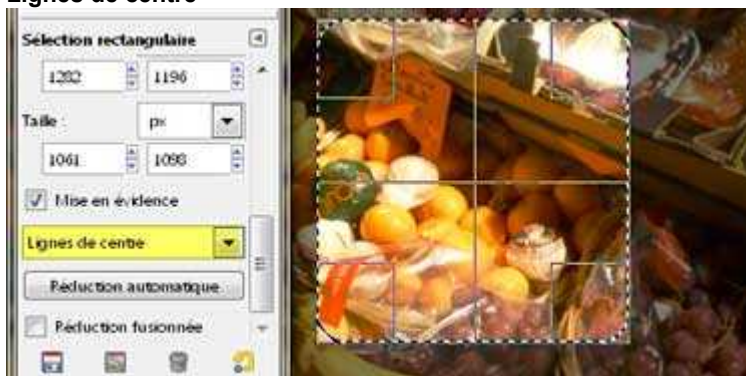 Lignes de centre
Sélection rectangulaire
1282 1196
Taille : px
1061 1098
Mise en évidence
Lignes de centre
Réduction automatique
Réduction fusionnée